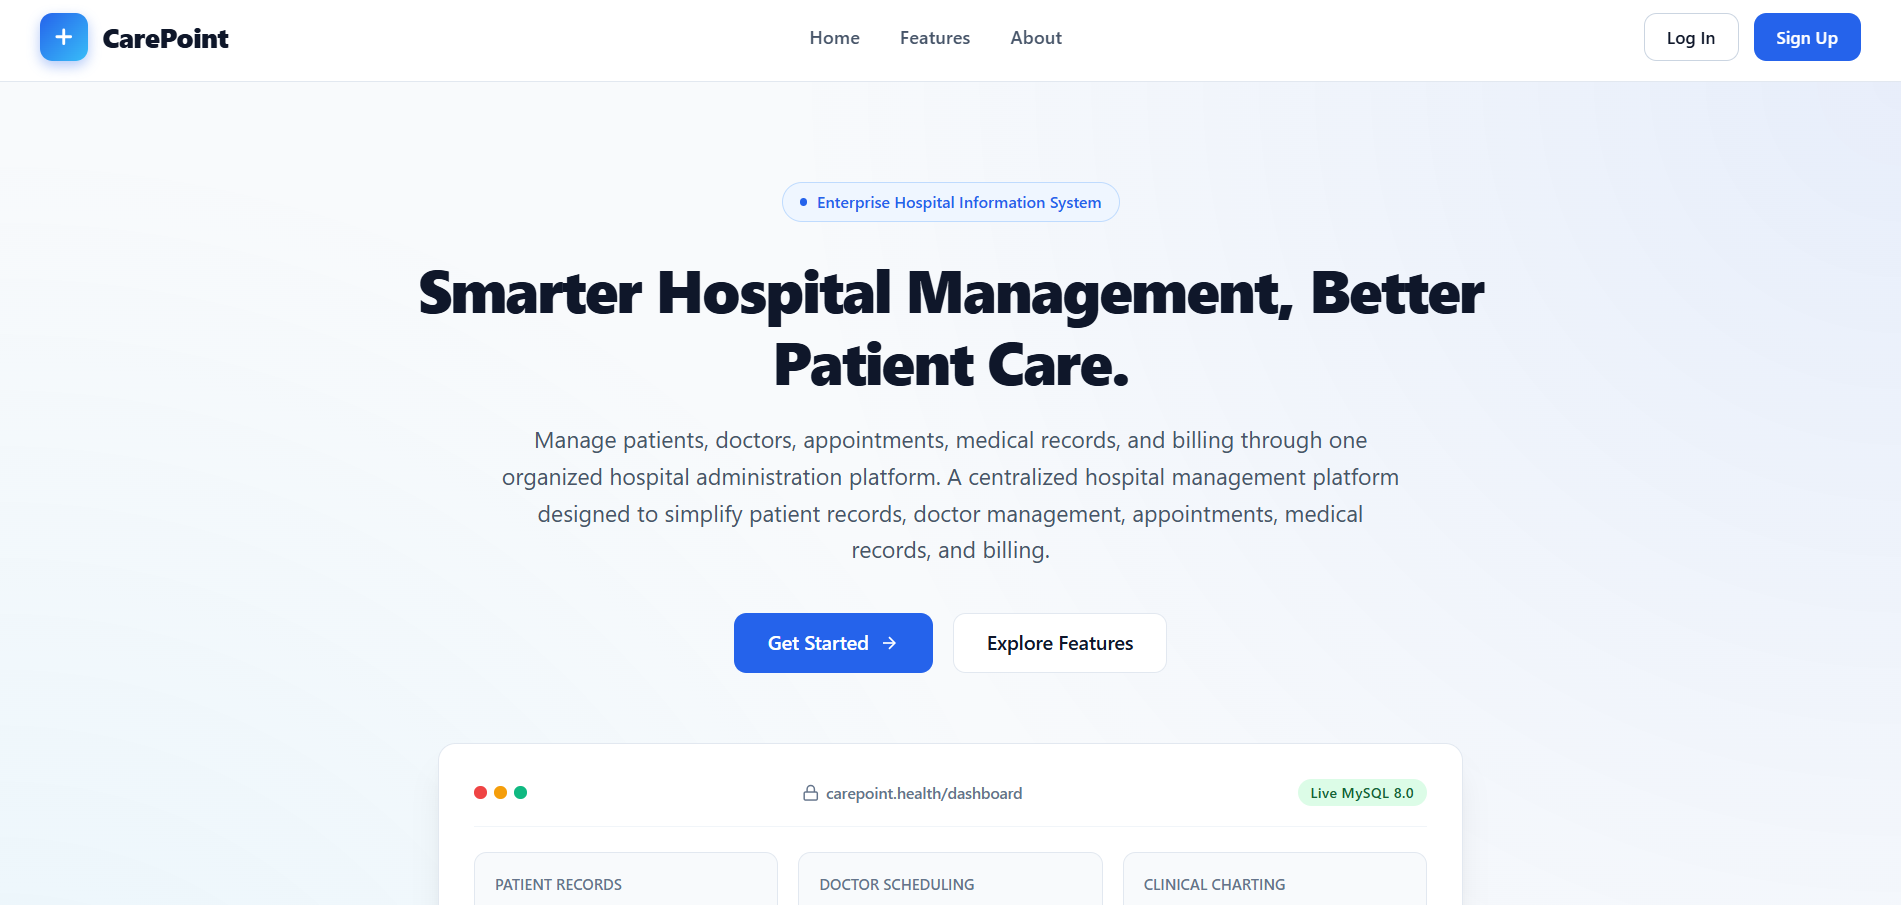 CarePoint
Home
Features
About
Log In
Sign Up
Enterprise Hospital Information System
Smarter Hospital Management, Better
Patient Care.
Manage patients, doctors, appointments, medical records, and billing through one
organized hospital administration platform. A centralized hospital management platform
designed to simplify patient records, doctor management, appointments, medical
records, and billing.
Get Started →
Explore Features
carepoint.health/dashboard
Live MySQL 8.0
PATIENT RECORDS
DOCTOR SCHEDULING
CLINICAL CHARTING